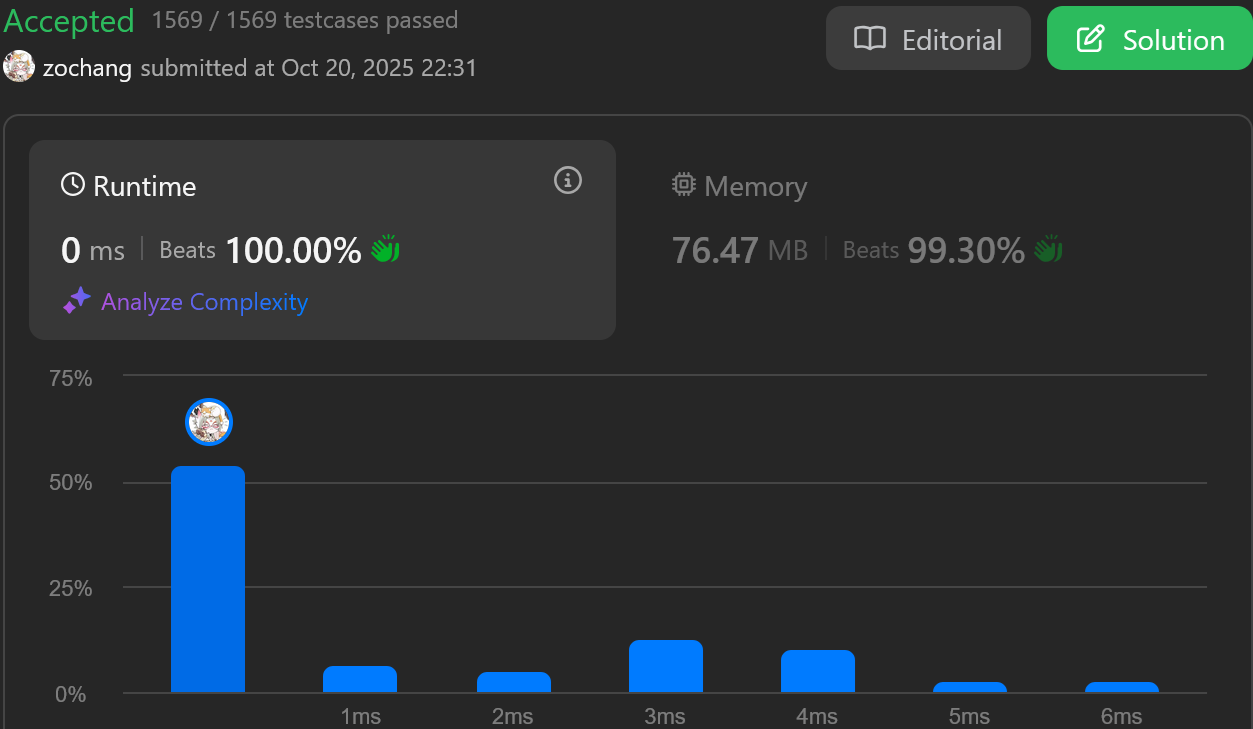 Accepted 1569 / 1569 testcases passed
zochang submitted at Oct 20, 2025 22:31
Editorial
Solution
Runtime
0 ms Beats 100.00%
Analyze Complexity
Memory
76.47 MB Beats 99.30%
75%
50%
25%
0%
1ms 2ms 3ms 4ms 5ms 6ms